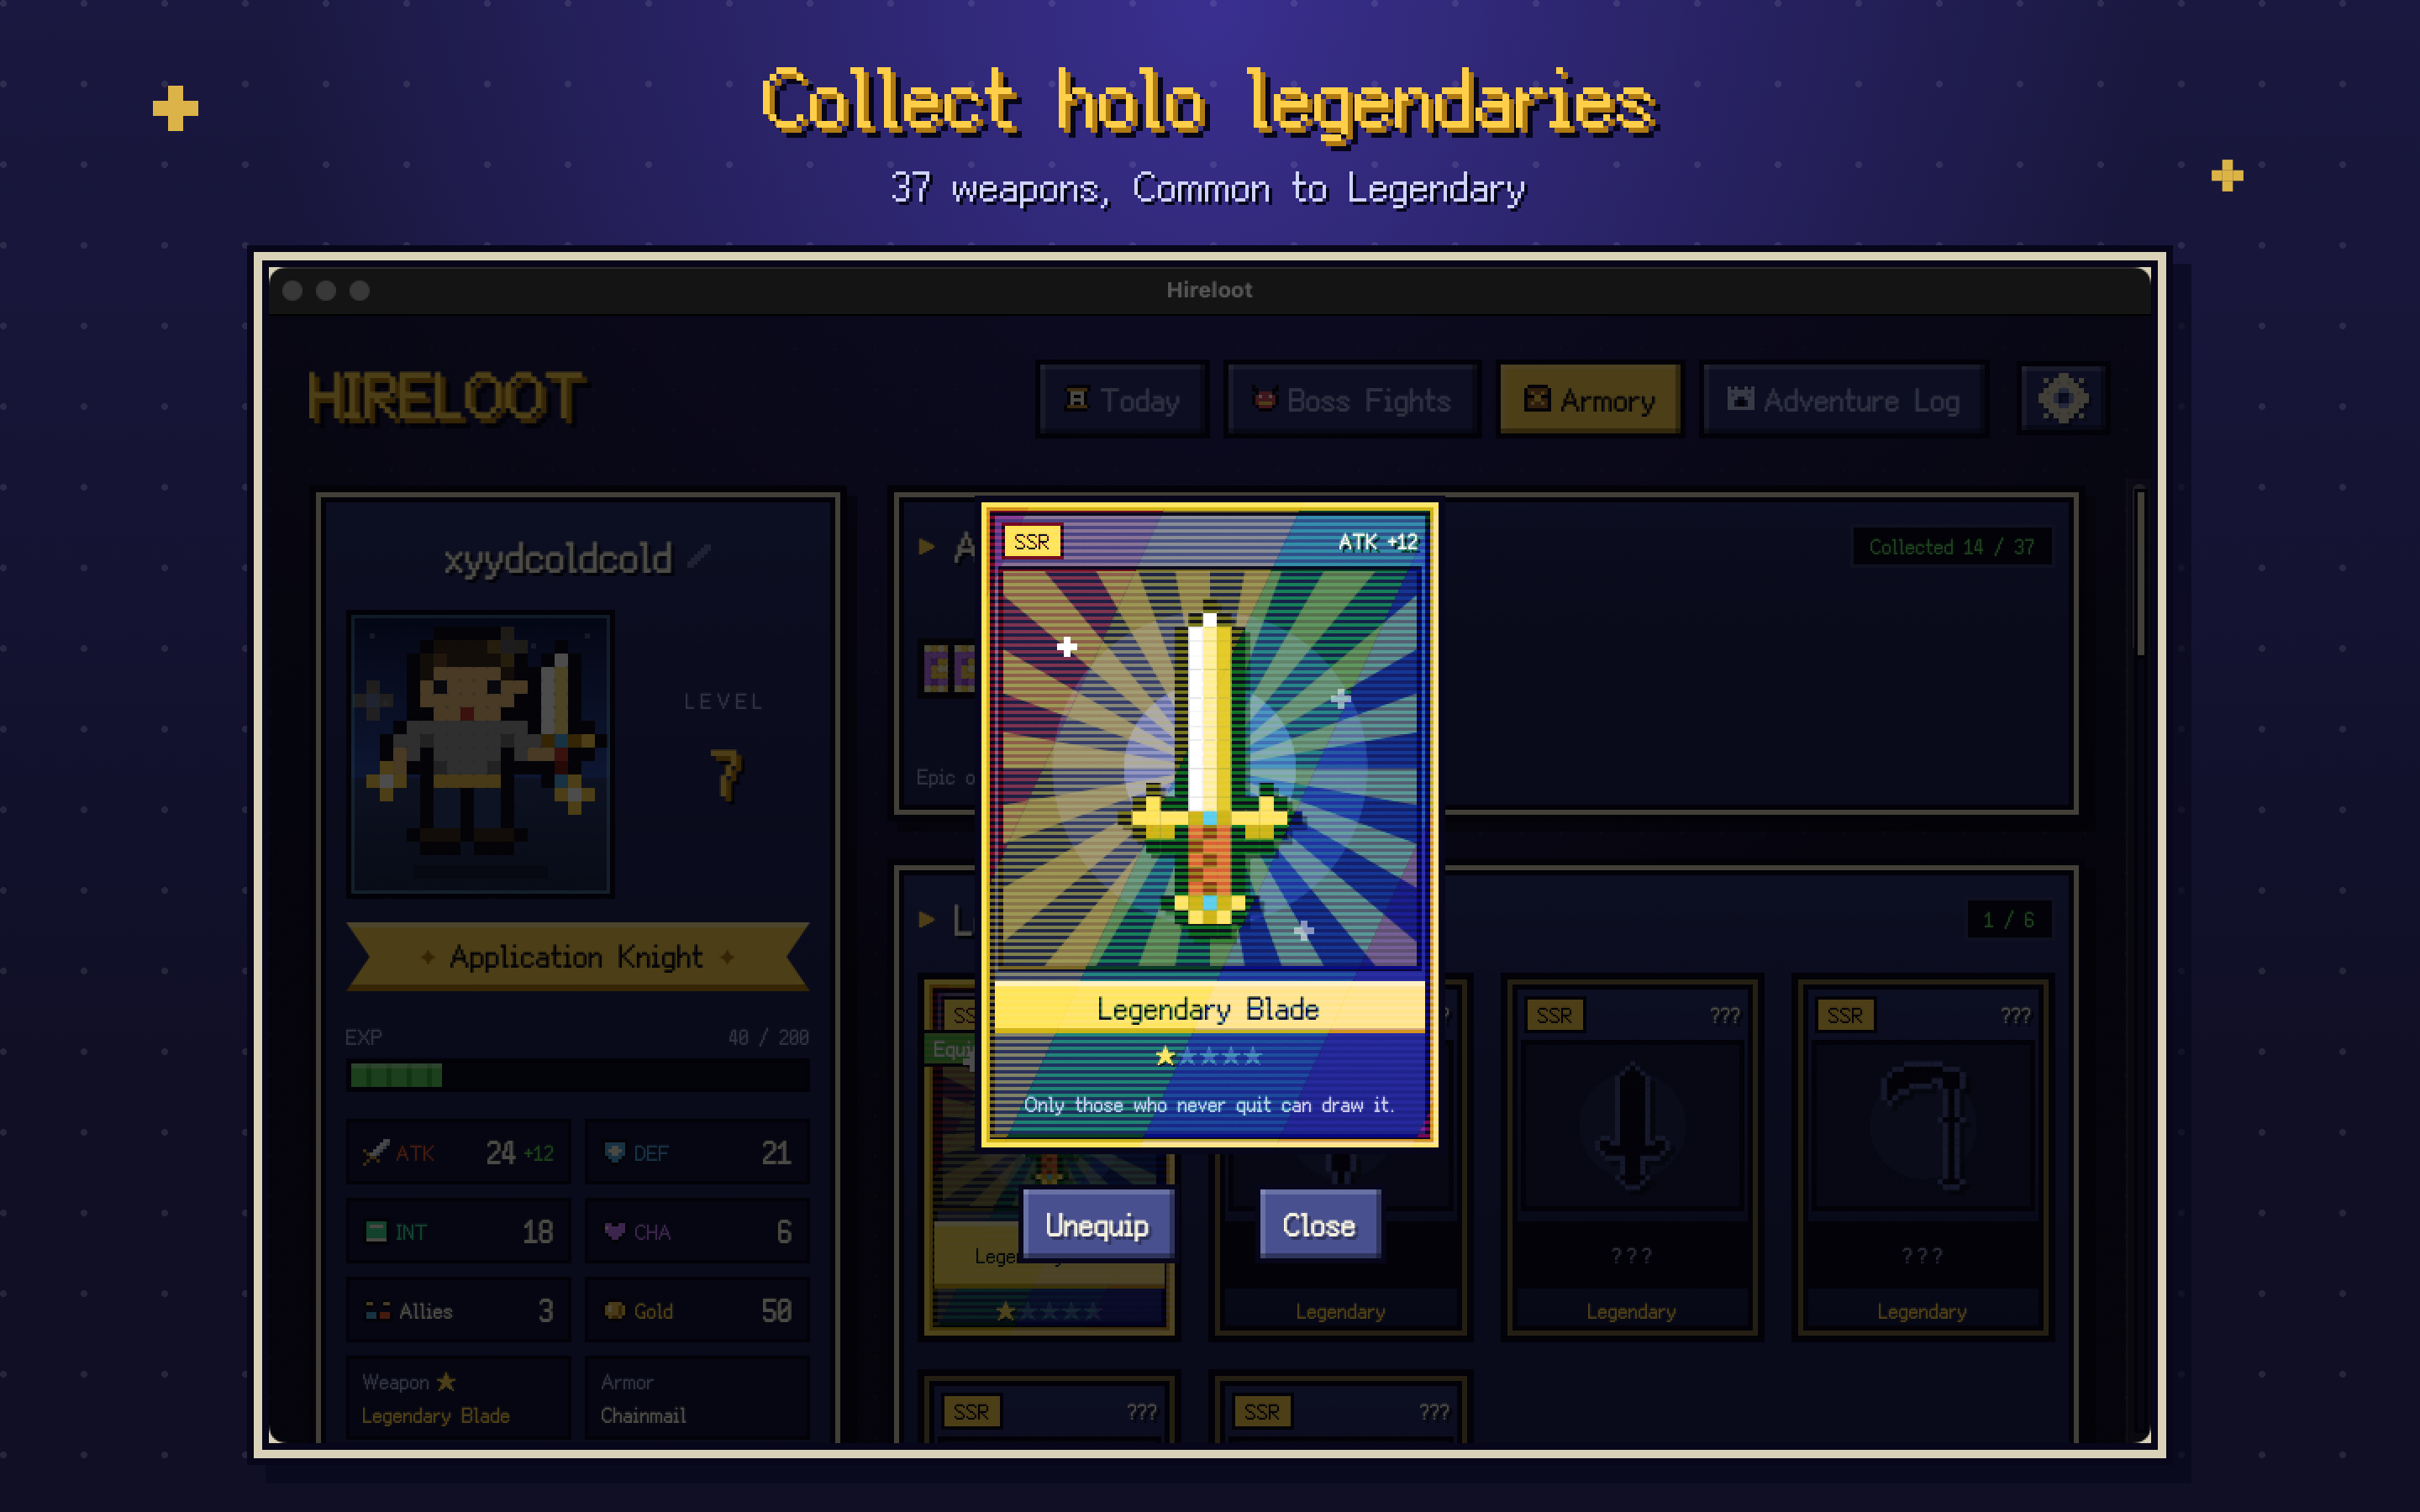 Collect holo legendaries
37 weapons, Common to Legendary
Hireloot
HIRELOOT
Today
Boss Fights
Armory
Adventure Log
xyydcoldcold
LEVEL
7
Application Knight
EXP 40 / 200
ATK 24 +12
DEF 21
INT 18
CHA 6
Allies 3
Gold 50
Weapon ★
Legendary Blade
Armor
Chainmail
Collected 14 / 37
Epic
1 / 6
SSR
ATK +12
Legendary Blade
Only those who never quit can draw it.
Unequip
Close
Legendary
SSR ???
???
Legendary
SSR ???
???
Legendary
SSR ???
SSR ???